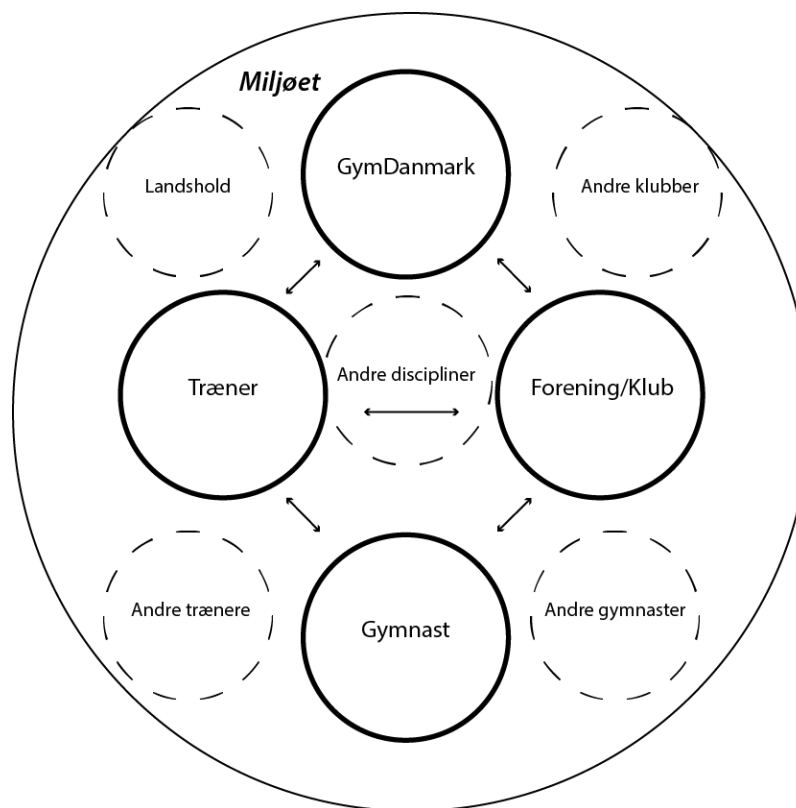 Miljøet
GymDanmark
Landshold
Andre klubber
Træner
Andre discipliner
Forening/Klub
Andre trænere
Andre gymnaster
Gymnast